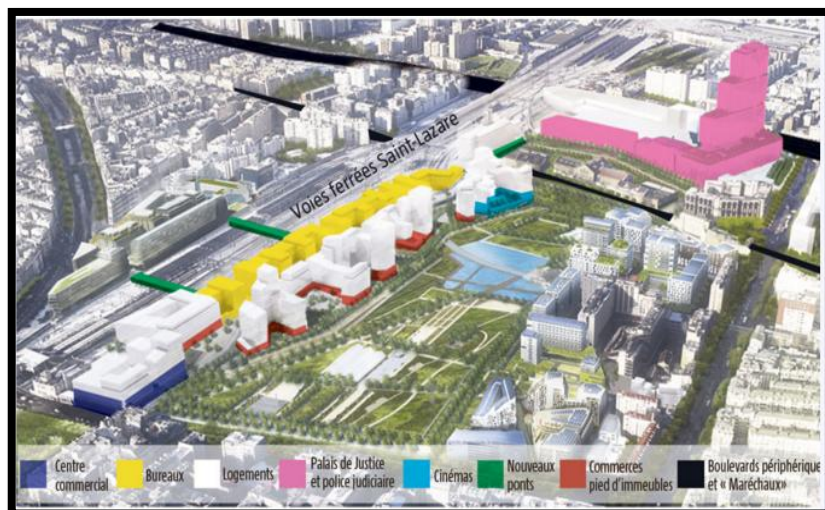 Voies ferrées Saint-Lazare
Centre
commercial
Bureaux
Logements
Palais de Justice
et police judiciaire
Cinémas
Nouveaux
ponts
Commerces
pied d'immeubles
Boulevards périphérique
et « Maréchaux»